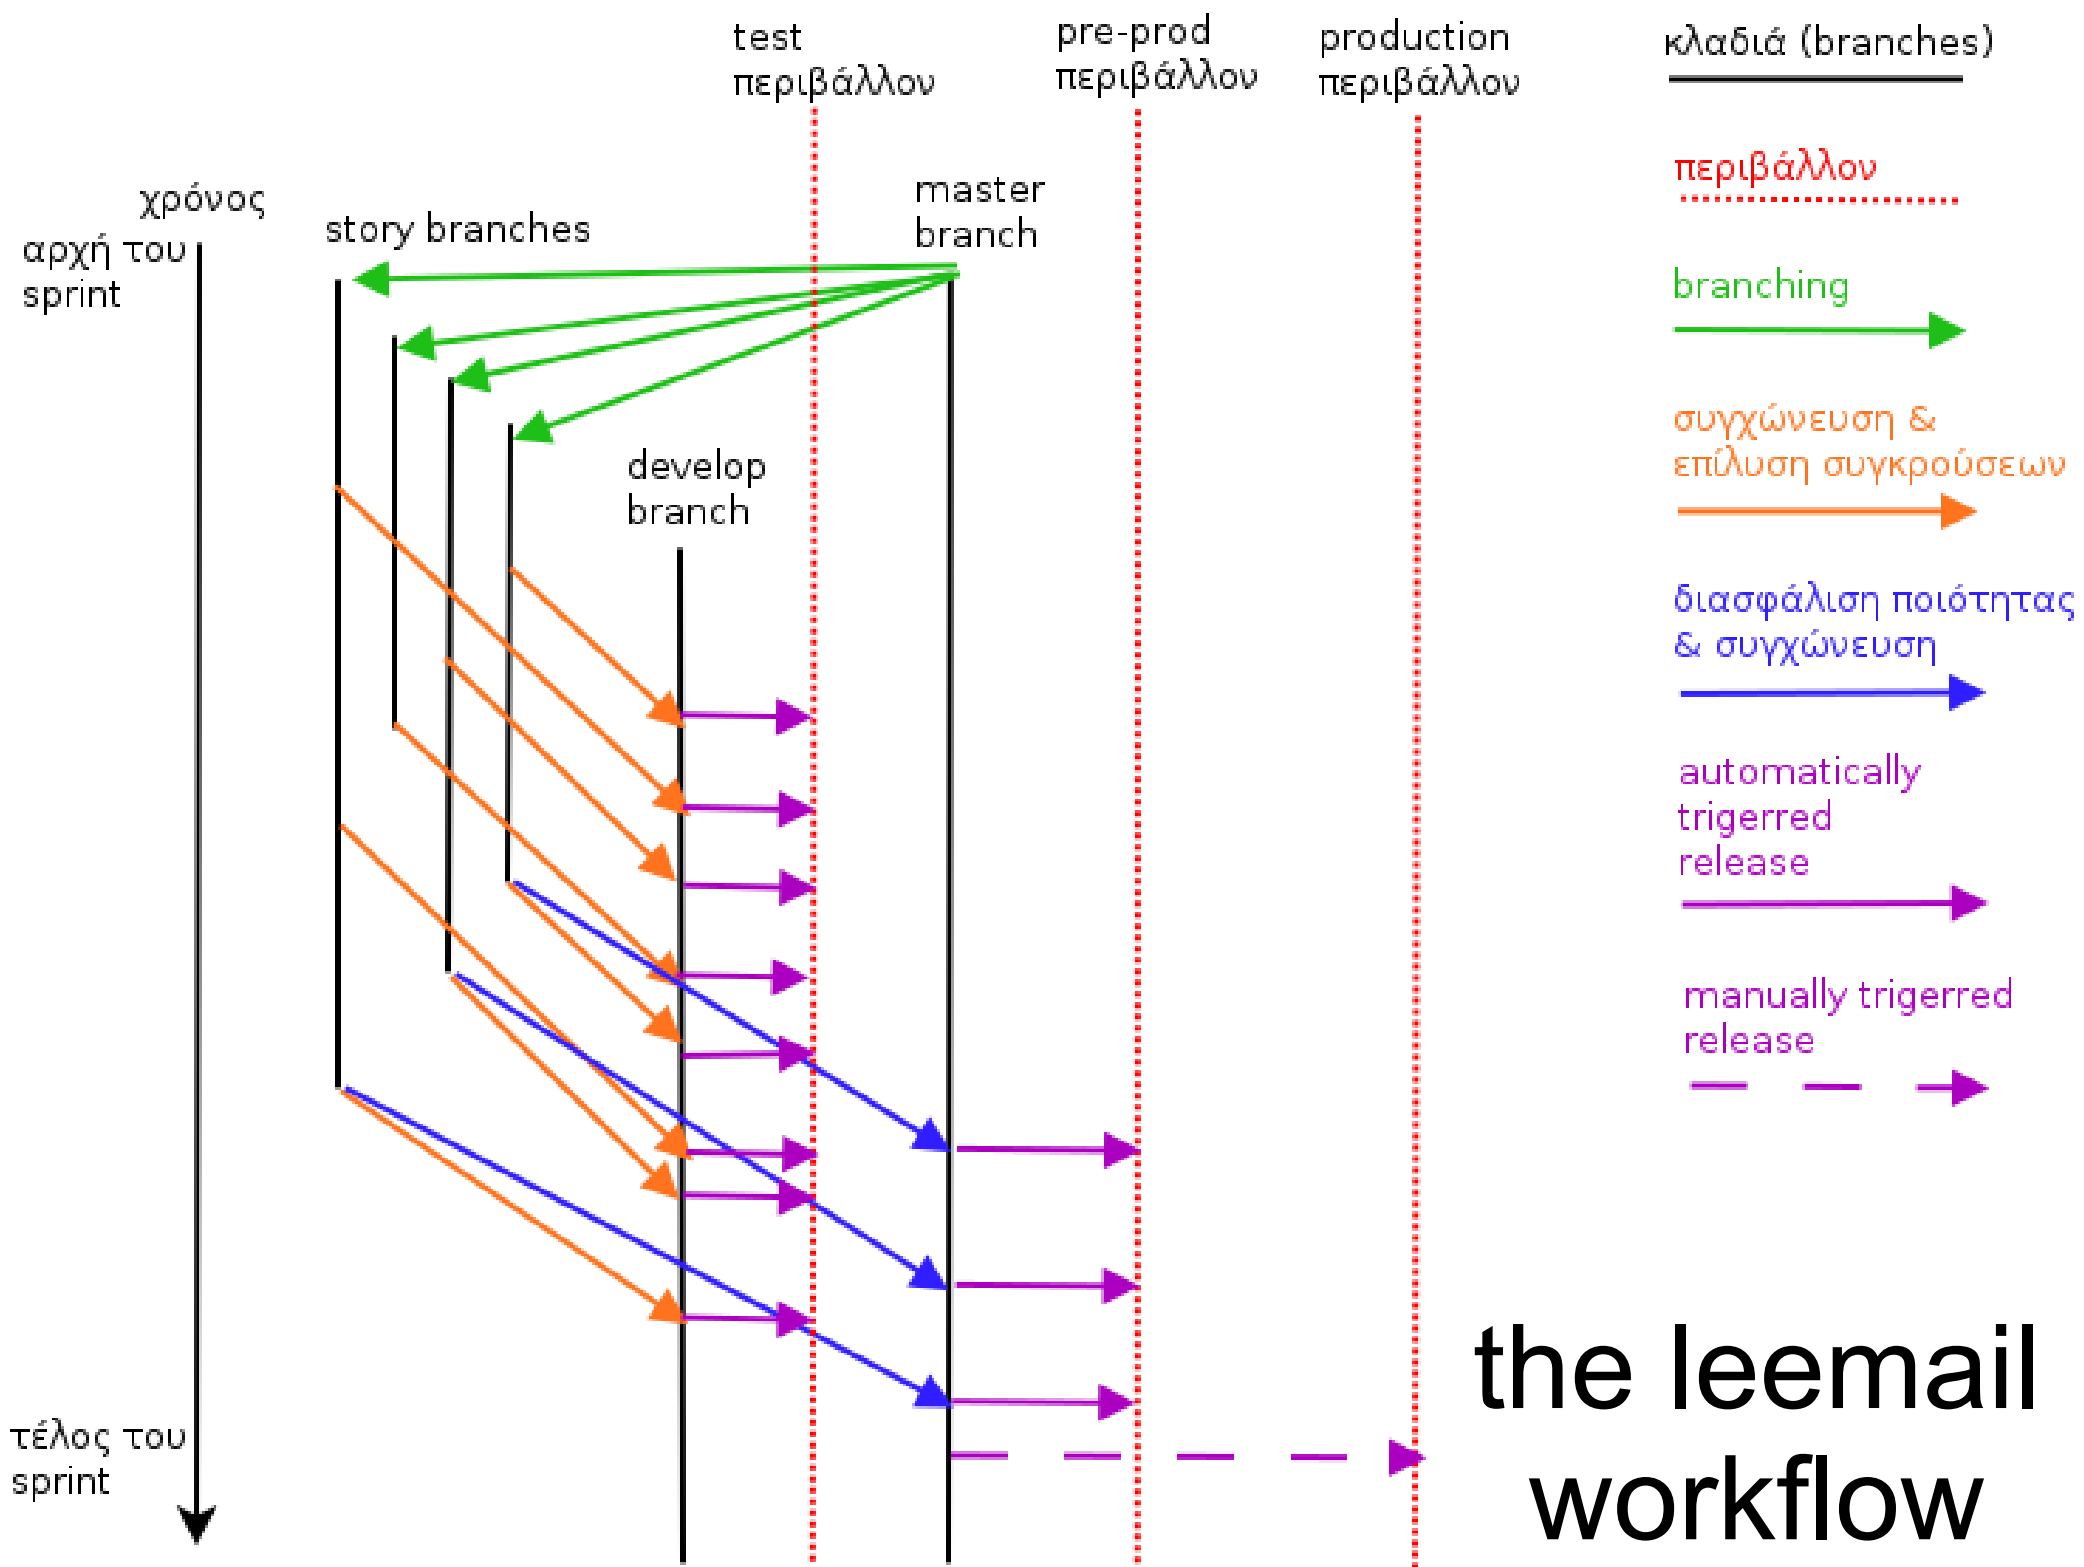 test
περιβάλλον
pre-prod
περιβάλλον
production
περιβάλλον
κλαδιά (branches)
χρόνος
αρχή του
sprint
story branches
master
branch
develop
branch
περιβάλλον
branching
συγχώνευση &
επίλυση συγκρούσεων
διασφάλιση ποιότητας
& συγχώνευση
automatically
trigerred
release
manually trigerred
release
τέλος του
sprint
the leemail
workflow